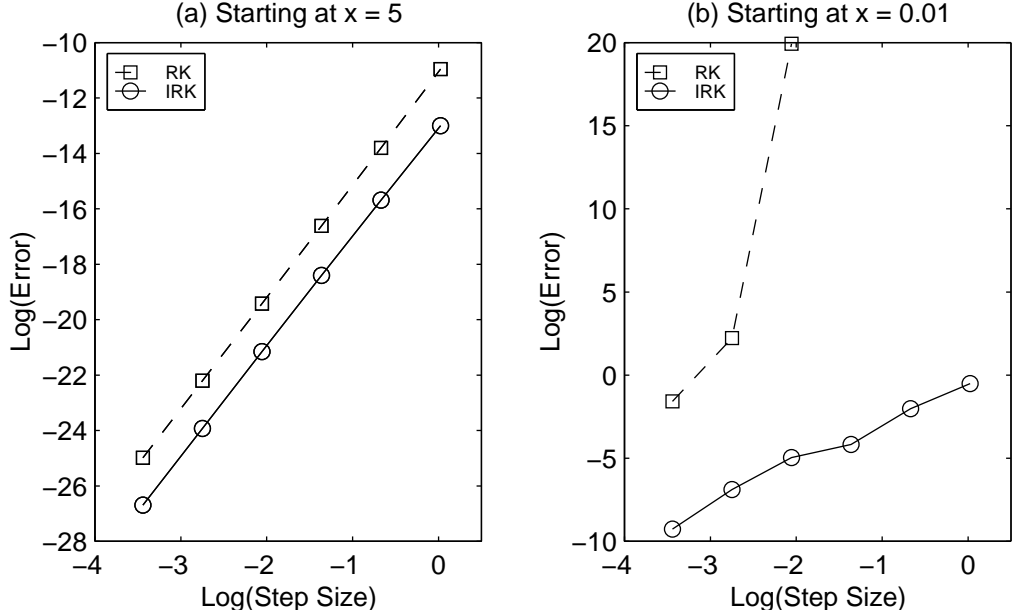 (a) Starting at x = 5
−10
−12
−14
−16
−18
−20
−22
−24
−26
−28
Log(Error)
RK
IRK
−4
−3
−2
−1
0
Log(Step Size)
(b) Starting at x = 0.01
20
15
10
5
0
−5
−10
Log(Error)
RK
IRK
−4
−3
−2
−1
0
Log(Step Size)